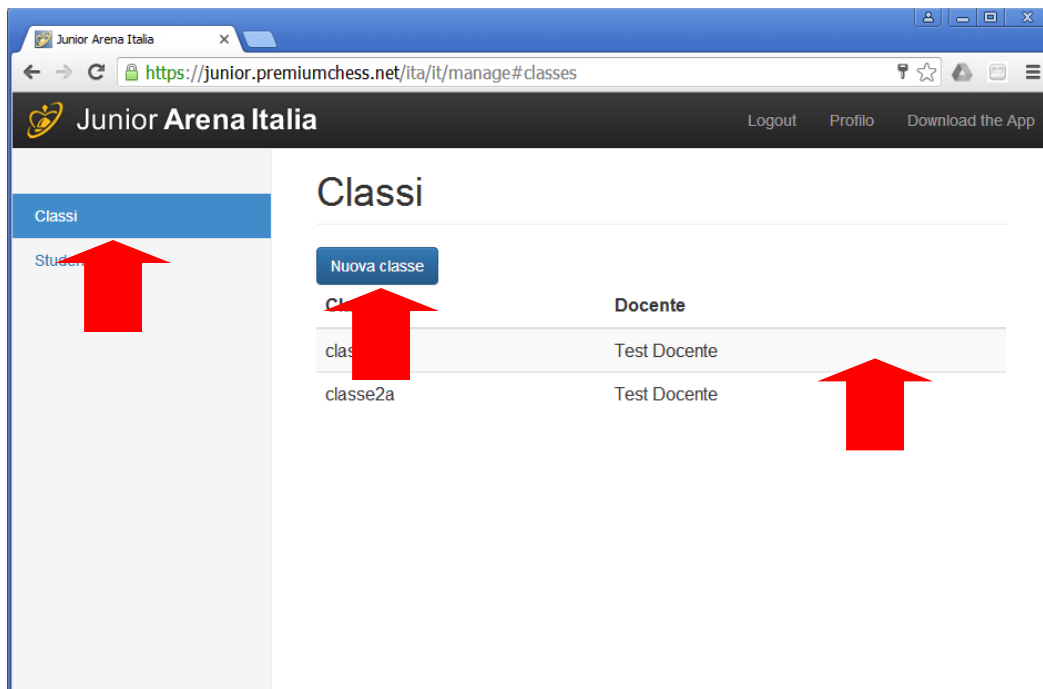 Junior Arena Italia
https://junior.premiumchess.net/ita/it/manage#classes
Junior Arena Italia
Logout Profilo Download the App
Classi
Classi
Nuova classe
Docente
Test Docente
classe2a Test Docente